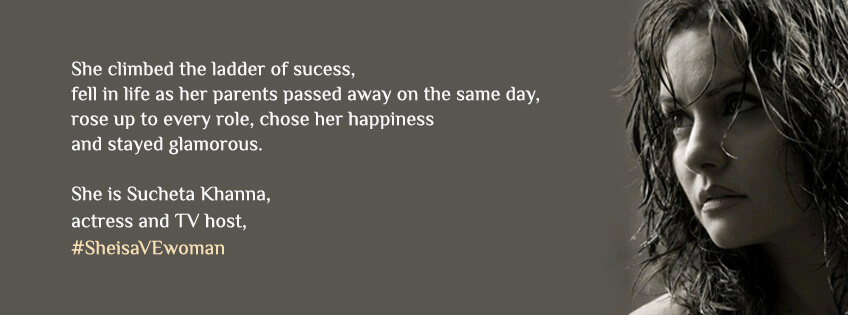 She climbed the ladder of sucess,
fell in life as her parents passed away on the same day,
rose up to every role, chose her happiness
and stayed glamorous.
She is Sucheta Khanna,
actress and TV host,
#SheisaVEwoman